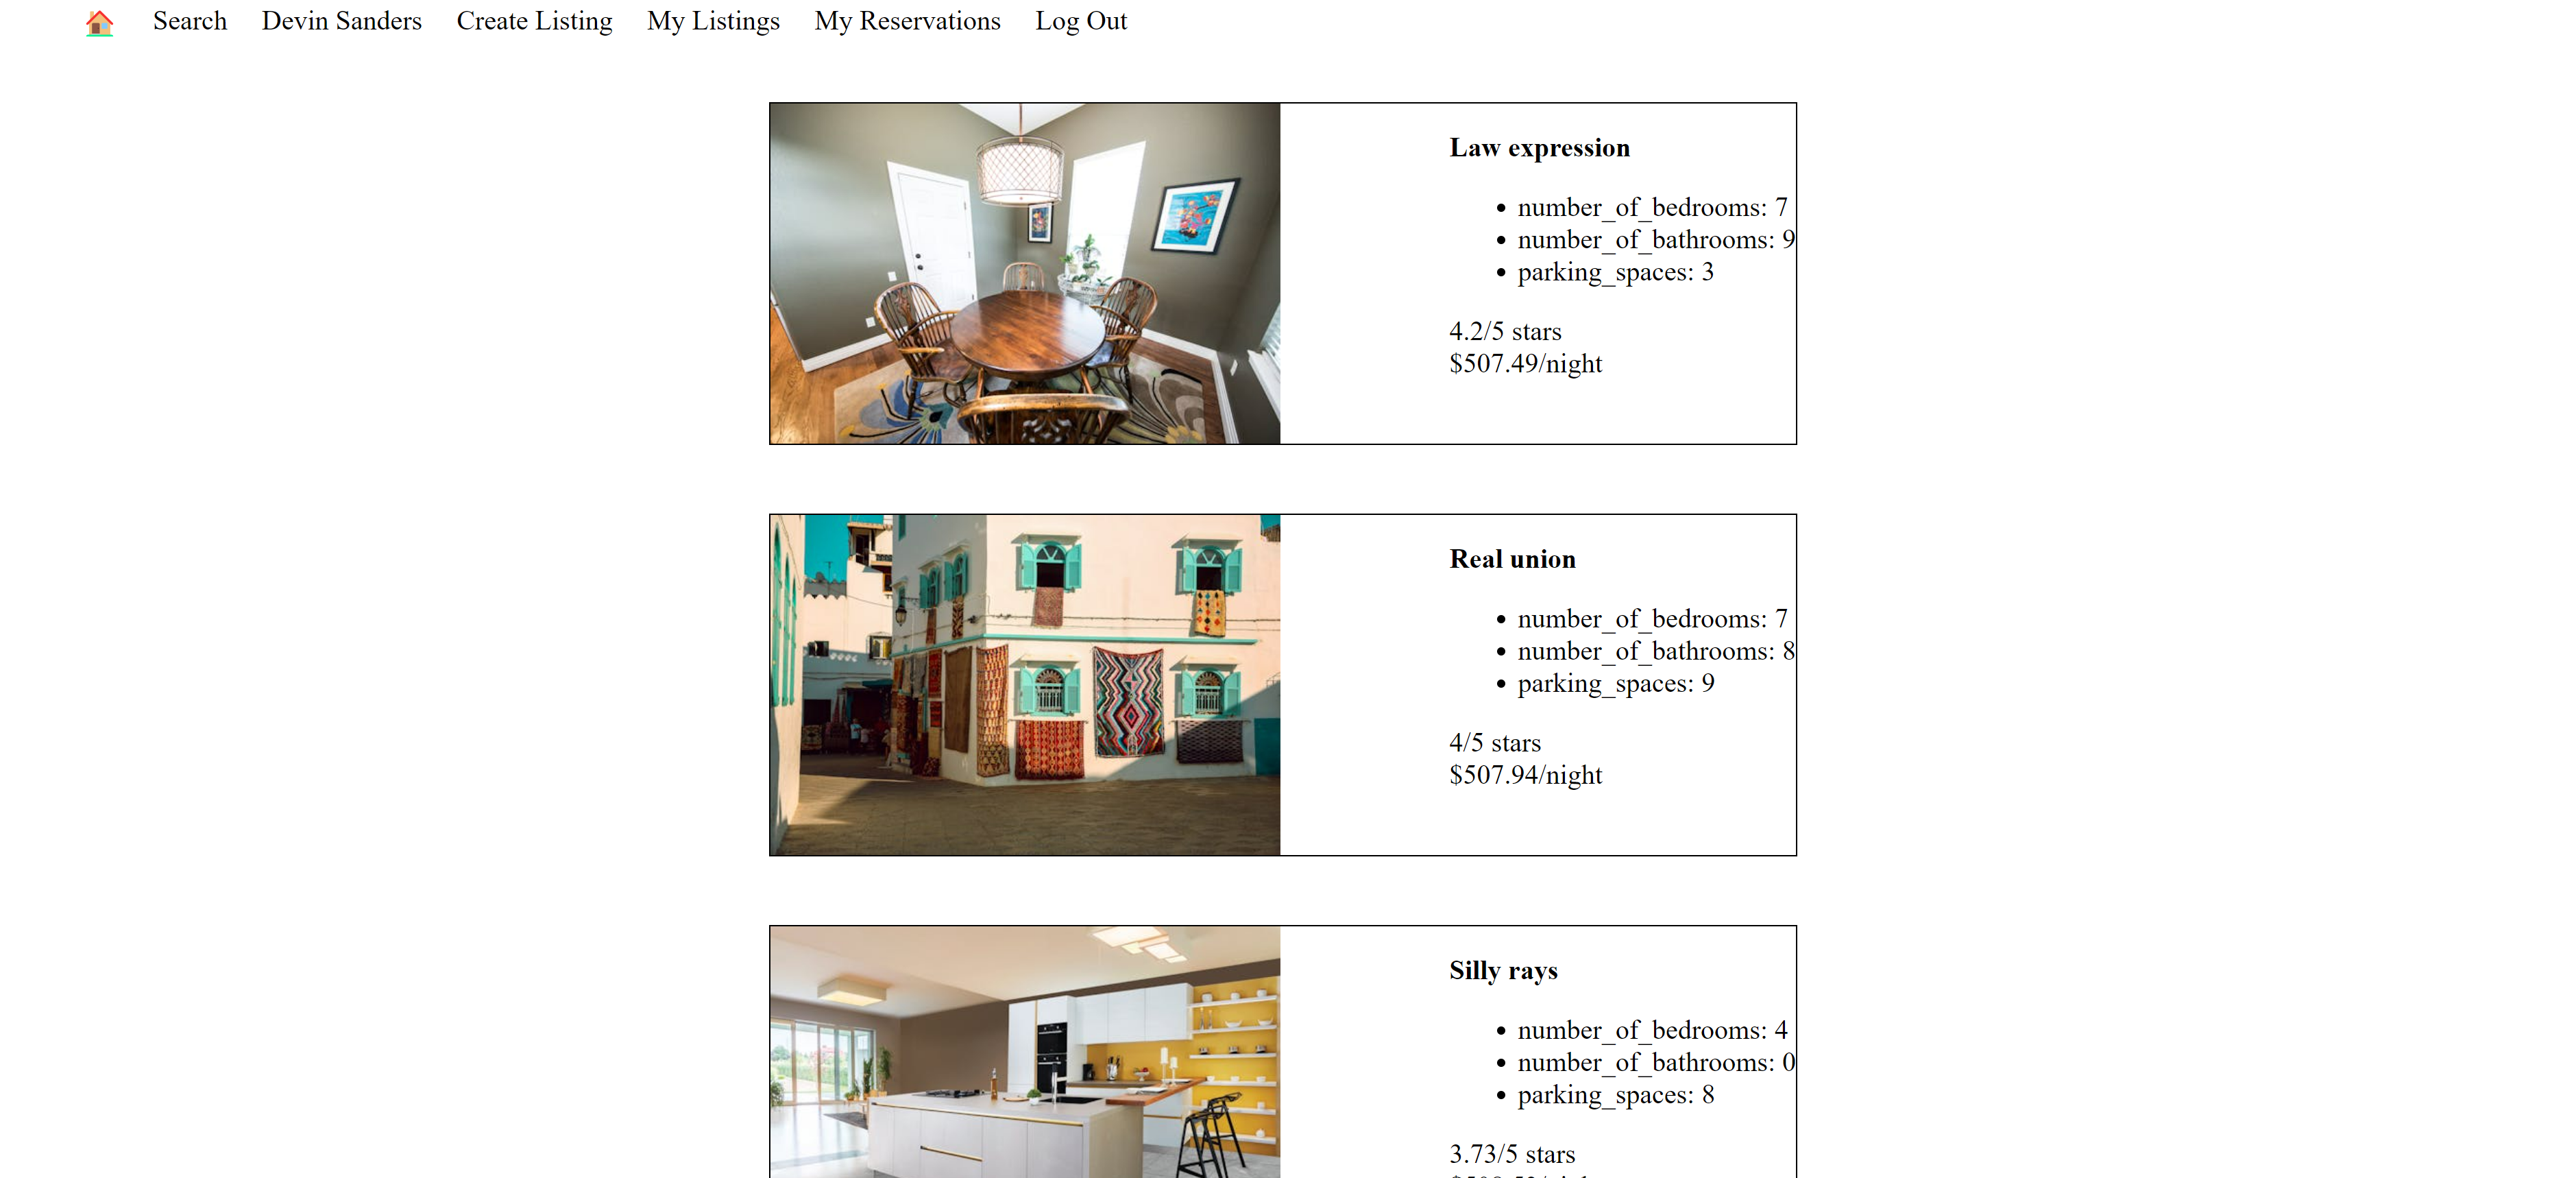 Search Devin Sanders Create Listing My Listings My Reservations Log Out
Law expression
number_of_bedrooms: 7
number_of_bathrooms: 9
parking_spaces: 3
4.2/5 stars
$507.49/night
Real union
number_of_bedrooms: 7
number_of_bathrooms: 8
parking_spaces: 9
4/5 stars
$507.94/night
Silly rays
number_of_bedrooms: 4
number_of_bathrooms: 0
parking_spaces: 8
3.73/5 stars